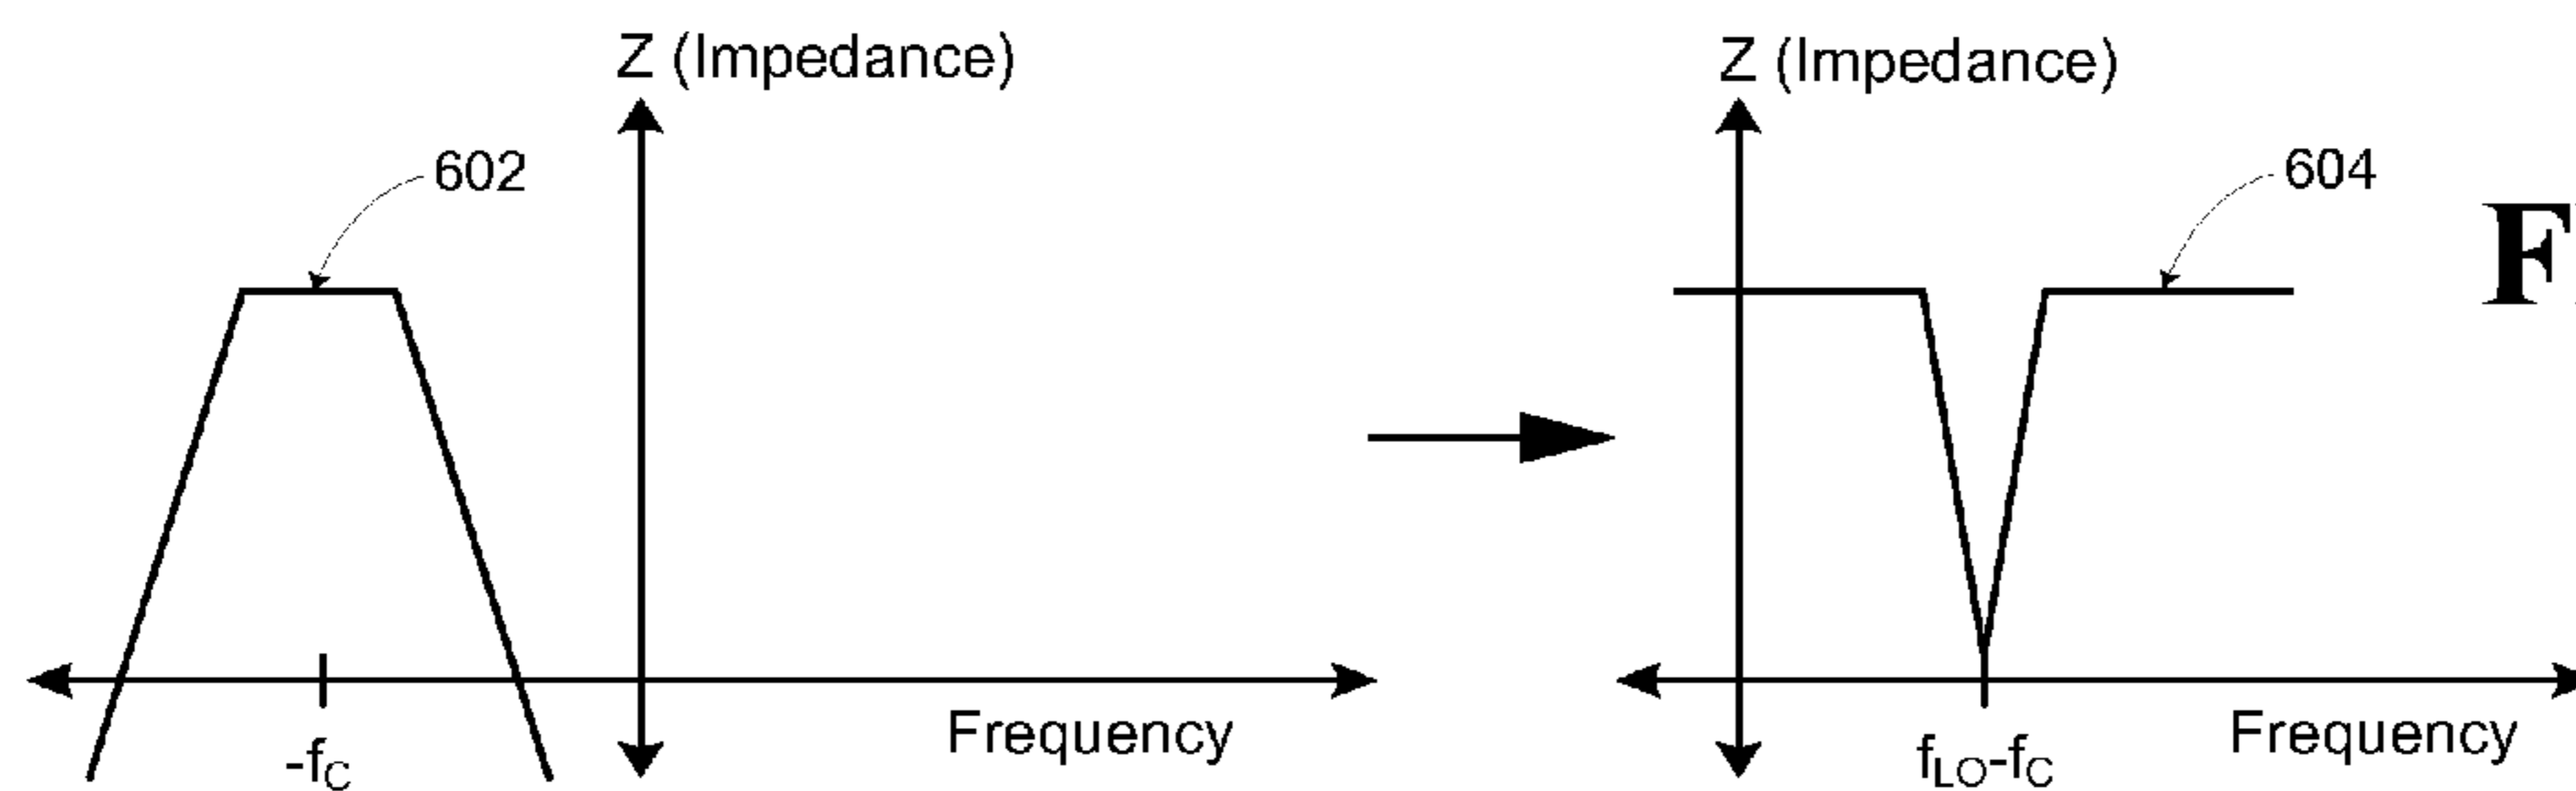 Z (Impedance)
602
-fC
Frequency
Z (Impedance)
604
fLO-fC
Frequency
F